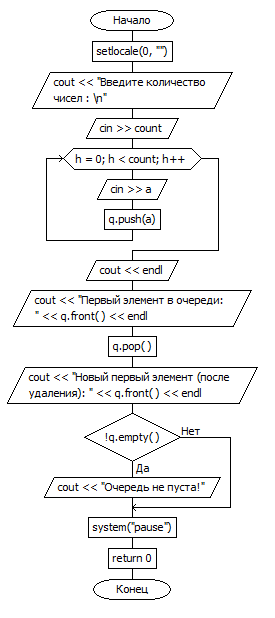 Начало
setlocale(0, "")
cout << "Введите количество
чисел : \n"
cin >> count
h = 0; h < count; h++
cin >> a
q.push(a)
cout << endl
cout << "Первый элемент в очереди:
" << q.front( ) << endl
q.pop( )
cout << "Новый первый элемент (после
удаления): " << q.front( ) << endl
!q.empty( )
Нет
Да
cout << "Очередь не пуста!"
system("pause")
return 0
Конец